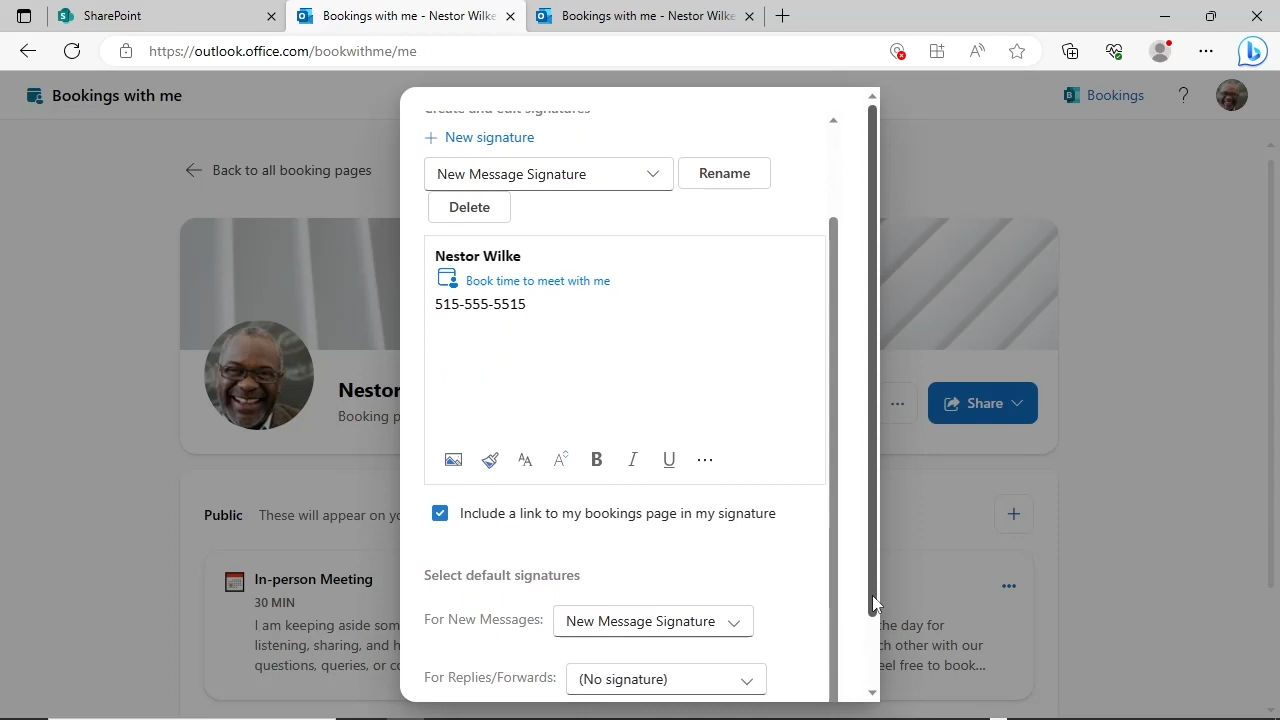 SharePoint
Bookings with me - Nestor Wilke
Bookings with me - Nestor Wilke
https://outlook.office.com/bookwithme/me
Bookings with me
Bookings
?
Back to all booking pages
Create and edit signatures
+ New signature
New Message Signature
Rename
Delete
Nestor Wilke
Book time to meet with me
515-555-5515
B I U ...
Include a link to my bookings page in my signature
Select default signatures
For New Messages: New Message Signature
For Replies/Forwards: (No signature)
Nestor
Booking p
Share
Public These will appear on yo
In-person Meeting
30 MIN
I am keeping aside som the day for
listening, sharing, and h ch other with our
questions, queries, or co eel free to book...